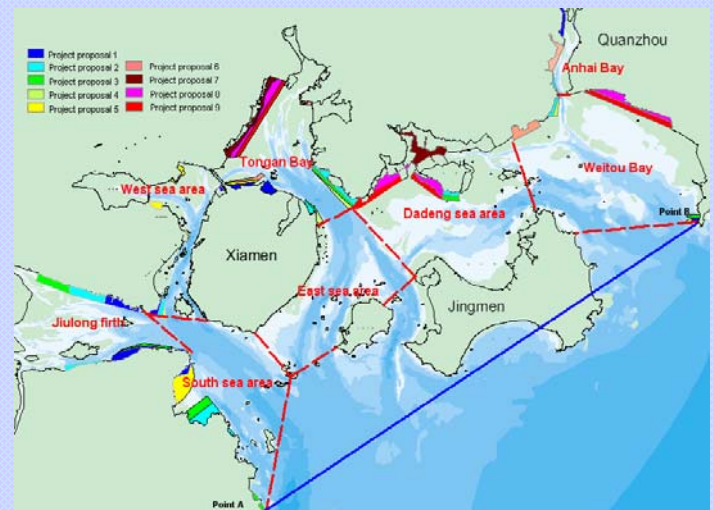 Project proposal 1
Project proposal 2
Project proposal 3
Project proposal 4
Project proposal 5
Project proposal 6
Project proposal 7
Project proposal 8
Project proposal 9
Quanzhou
Anhai Bay
Tongan Bay
West sea area
Weitou Bay
Dadeng sea area
Point B
Xiamen
East sea area
Jingmen
Jiulong firth
South sea area
Point A